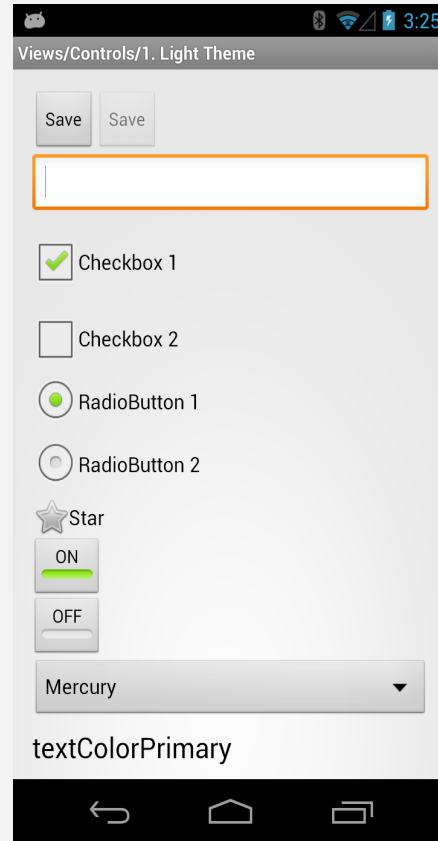 3:25
Views/Controls/1. Light Theme
Save Save
Checkbox 1
Checkbox 2
RadioButton 1
RadioButton 2
Star
ON
OFF
Mercury
textColorPrimary